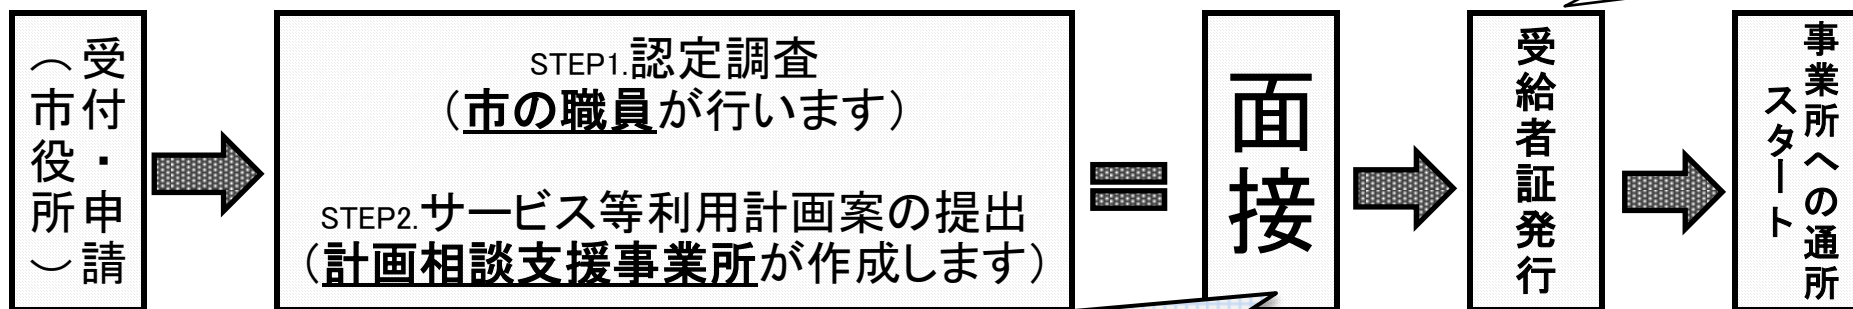 受付・申請
（市役所）
STEP1.認定調査
（市の職員が行います）
STEP2.サービス等利用計画案の提出
（計画相談支援事業所が作成します）
面接
受給者証発行
事業所への通所
スタート